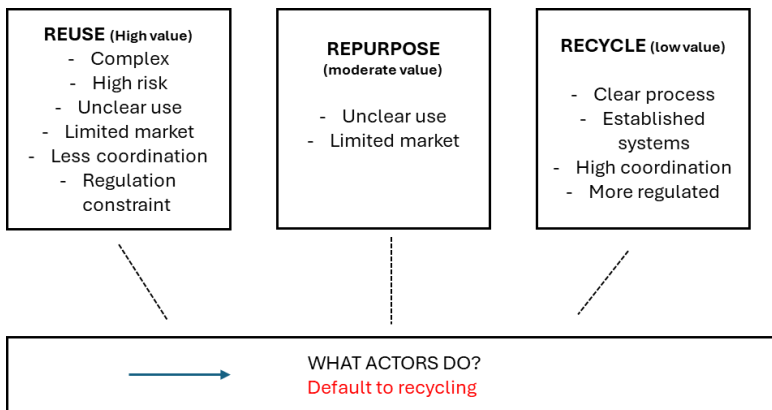 REUSE (High value)
- Complex
- High risk
- Unclear use
- Limited market
- Less coordination
- Regulation
constraint
REPURPOSE
(moderate value)
- Unclear use
- Limited market
RECYCLE (low value)
- Clear process
- Established
systems
- High coordination
- More regulated
WHAT ACTORS DO?
Default to recycling